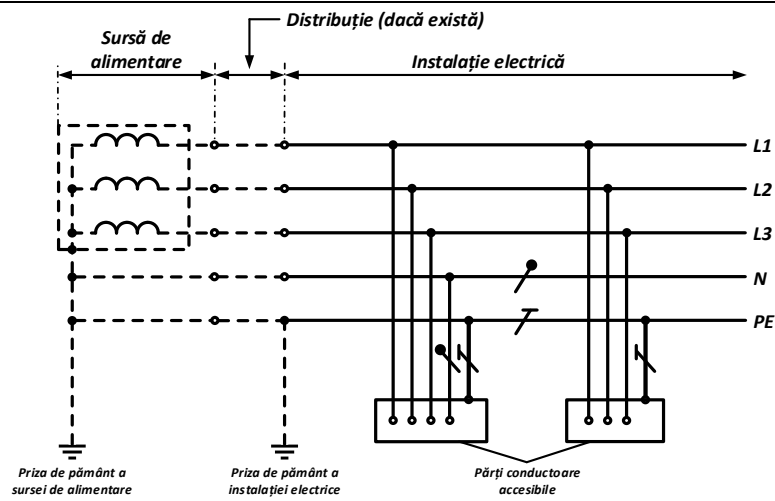 Distribuție (dacă există)
Sursă de
alimentare
Instalație electrică
L1
L2
L3
N
PE
Priza de pământ a
sursei de alimentare
Priza de pământ a
instalației electrice
Părți conductoare
accesibile